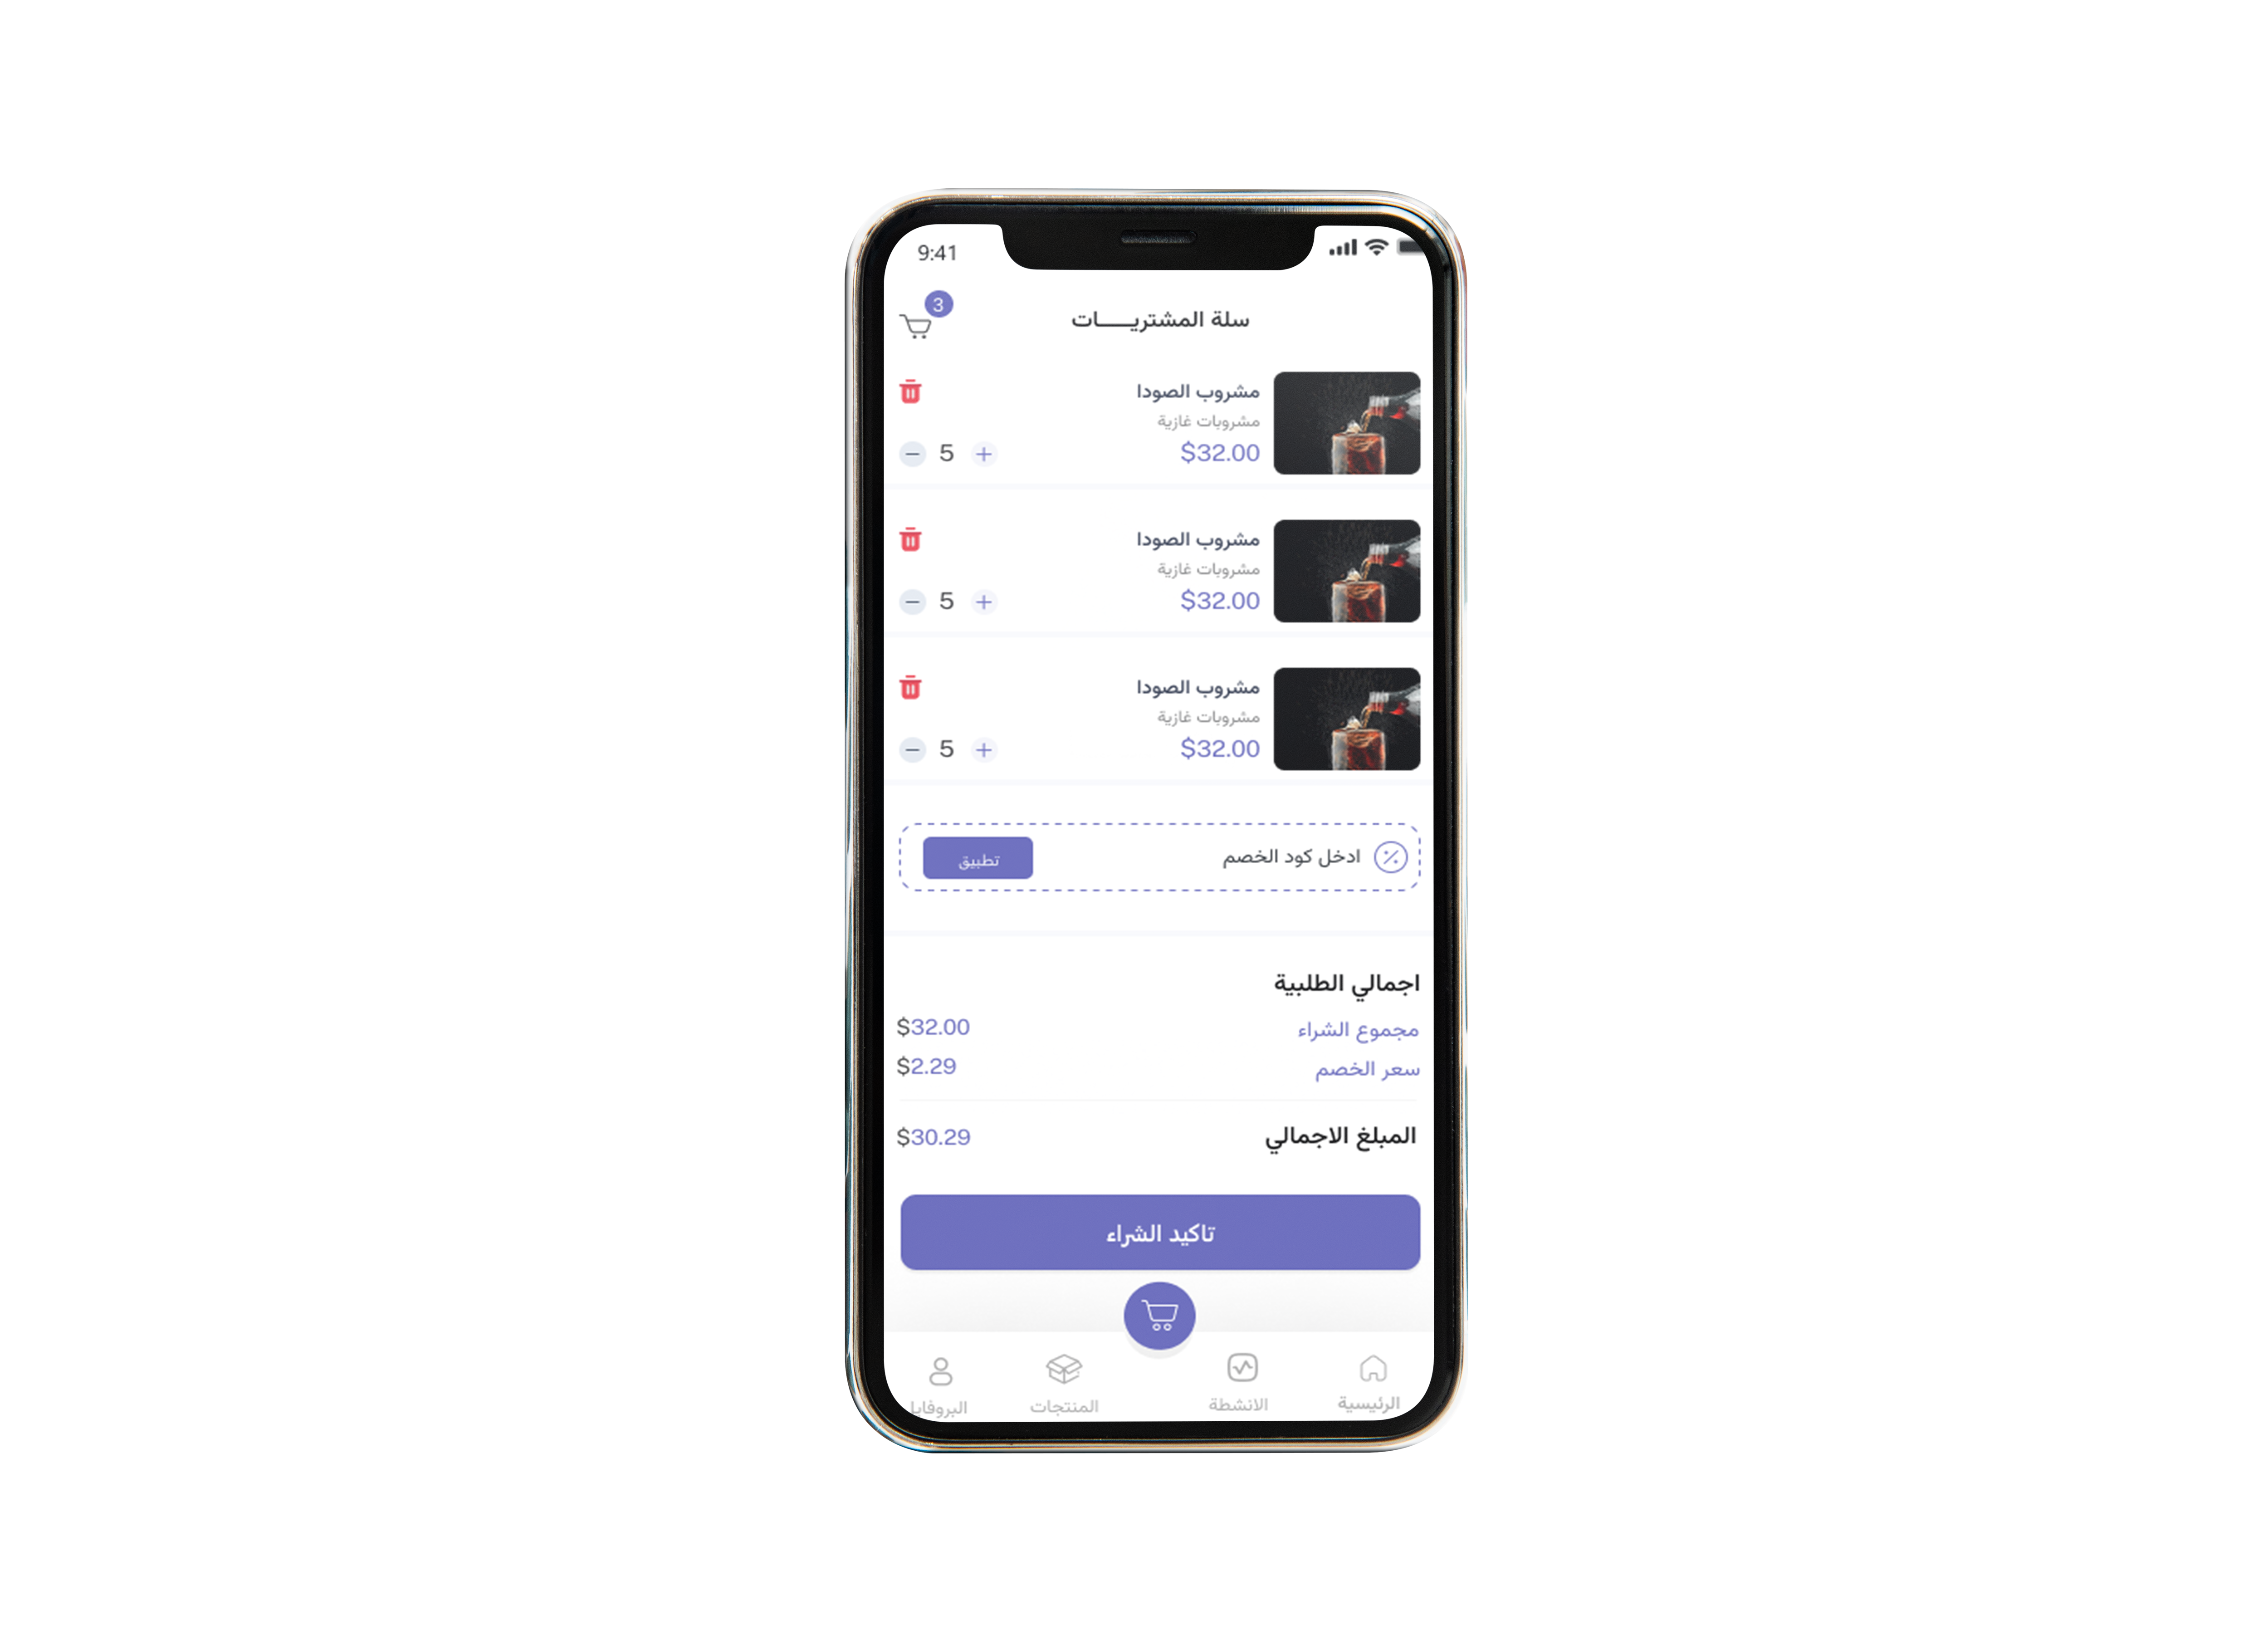 9:41
سلة المشتريـــات
3
مشروب الصودا
مشروبات غازية
$32.00
+ 5 −
مشروب الصودا
مشروبات غازية
$32.00
+ 5 −
مشروب الصودا
مشروبات غازية
$32.00
+ 5 −
ادخل كود الخصم
تطبيق
اجمالي الطلبية
مجموع الشراء $32.00
سعر الخصم $2.29
المبلغ الاجمالي $30.29
تاكيد الشراء
الرئيسية
الانشطة
المنتجات
البروفايل